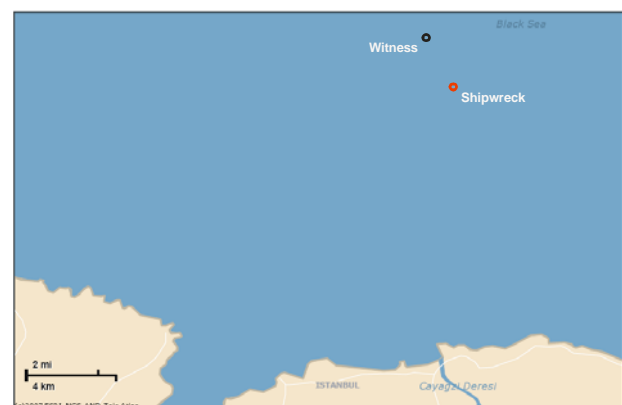 Black Sea
Witness
Shipwreck
2 mi
4 km
ISTANBUL
Cayagzi Deresi